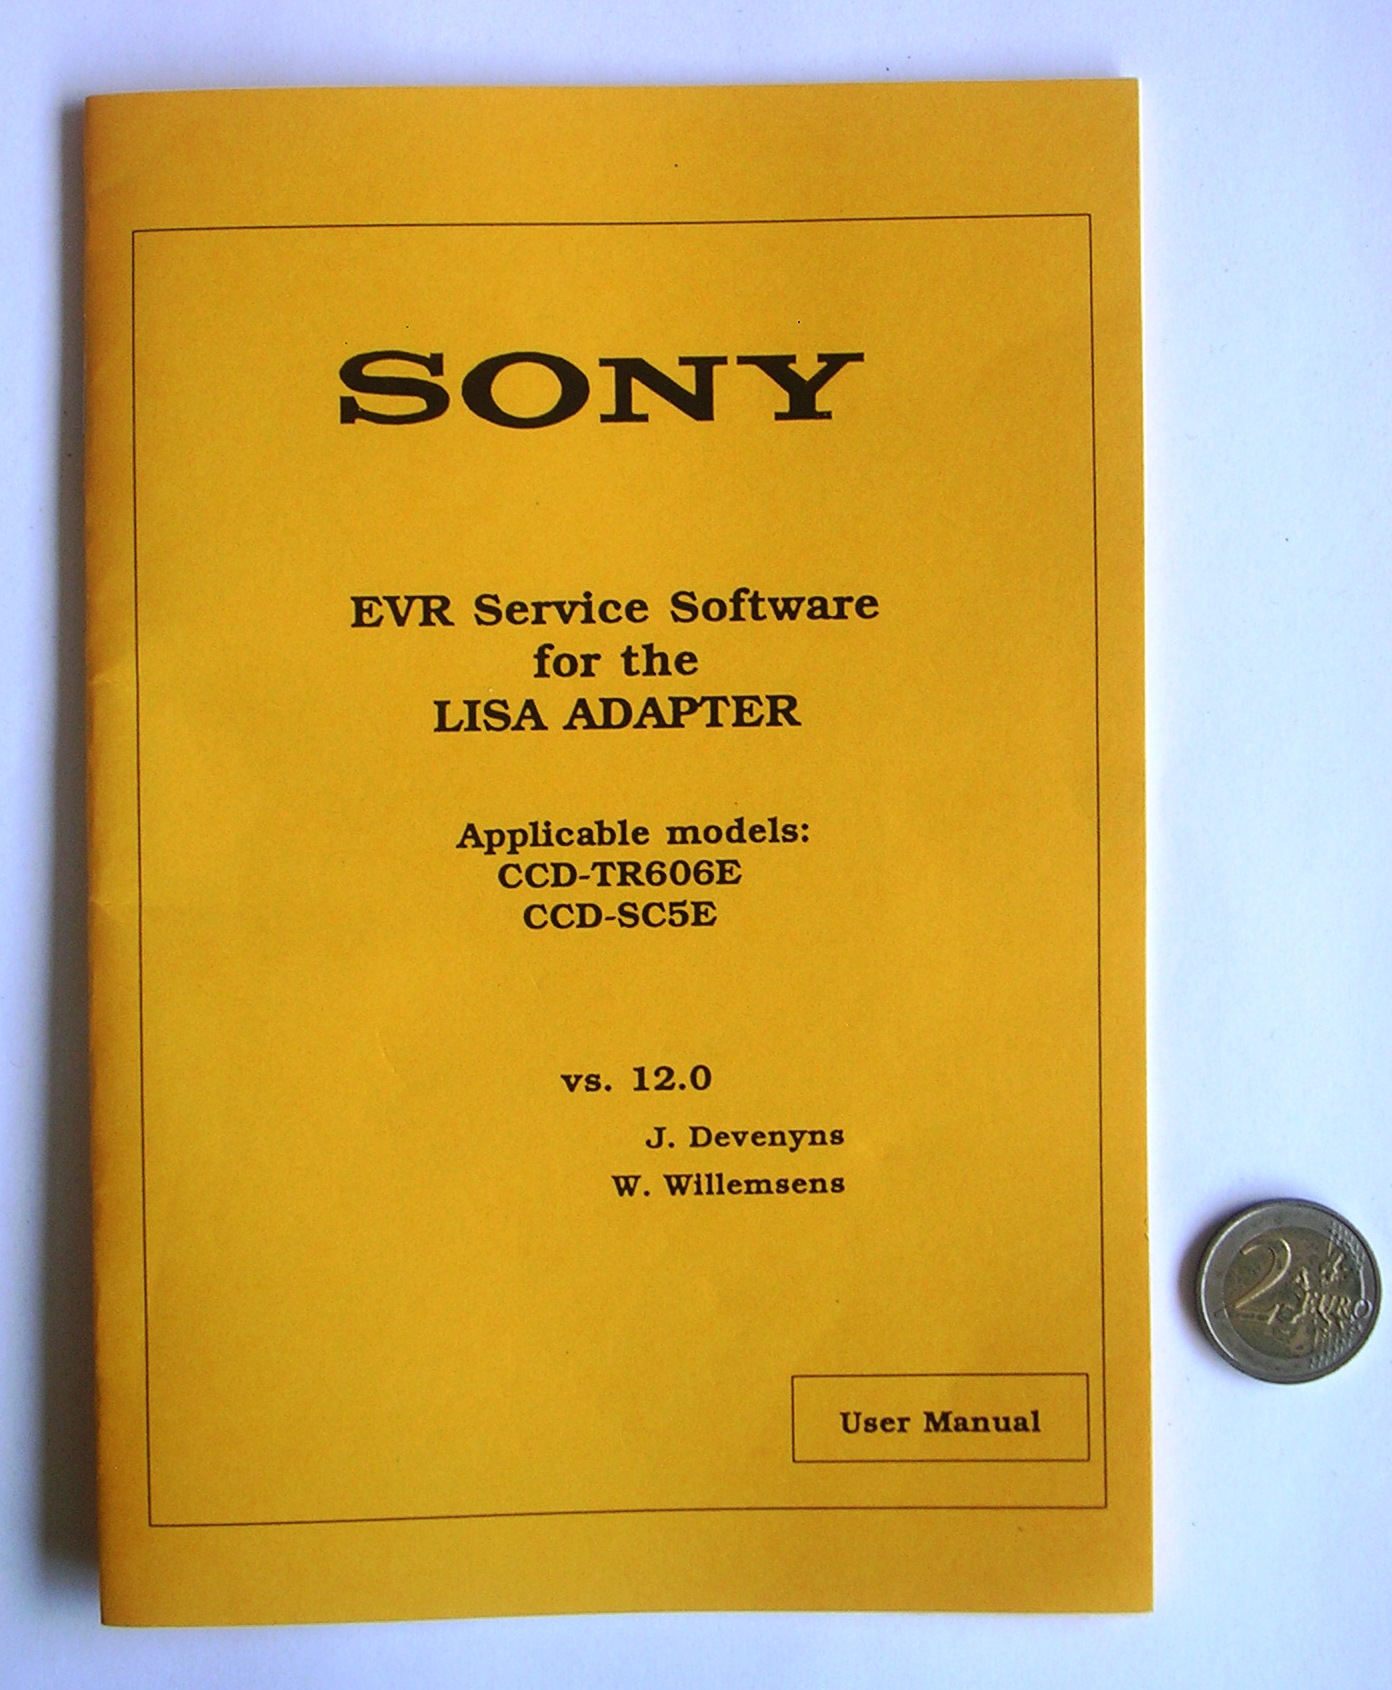 SONY
EVR Service Software
for the
LISA ADAPTER
Applicable models:
CCD-TR606E
CCD-SC5E
vs. 12.0
J. Devenyns
W. Willemsens
User Manual
2 EURO